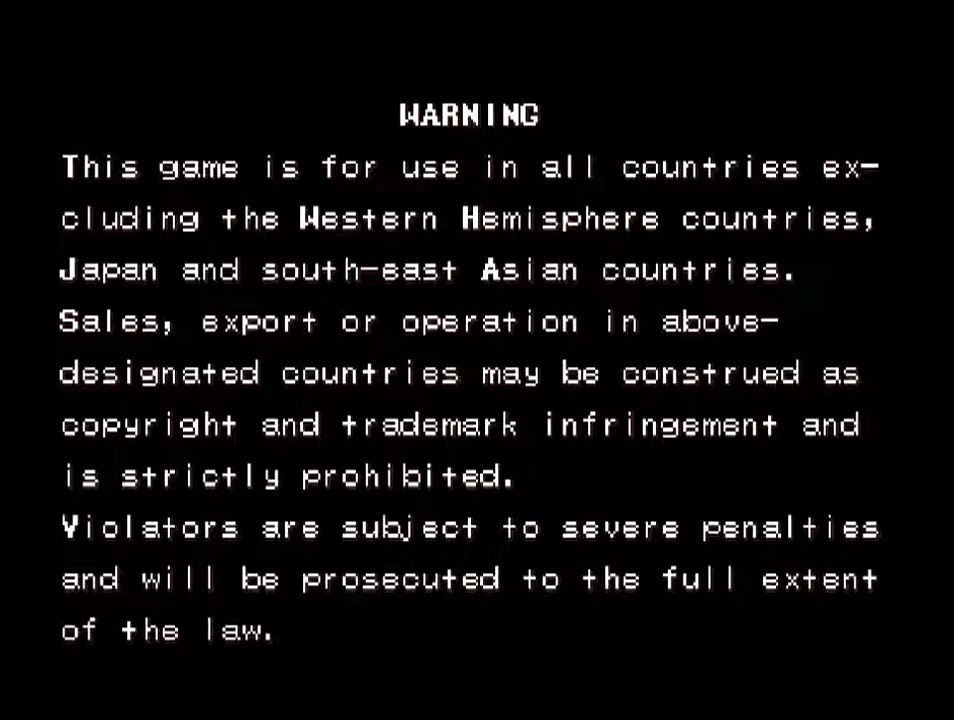 WARNING
This game is for use in all countries ex-
cluding the Western Hemisphere countries,
Japan and south-east Asian countries.
Sales, export or operation in above-
designated countries may be construed as
copyright and trademark infringement and
is strictly prohibited.
Violators are subject to severe penalties
and will be prosecuted to the full extent
of the law.